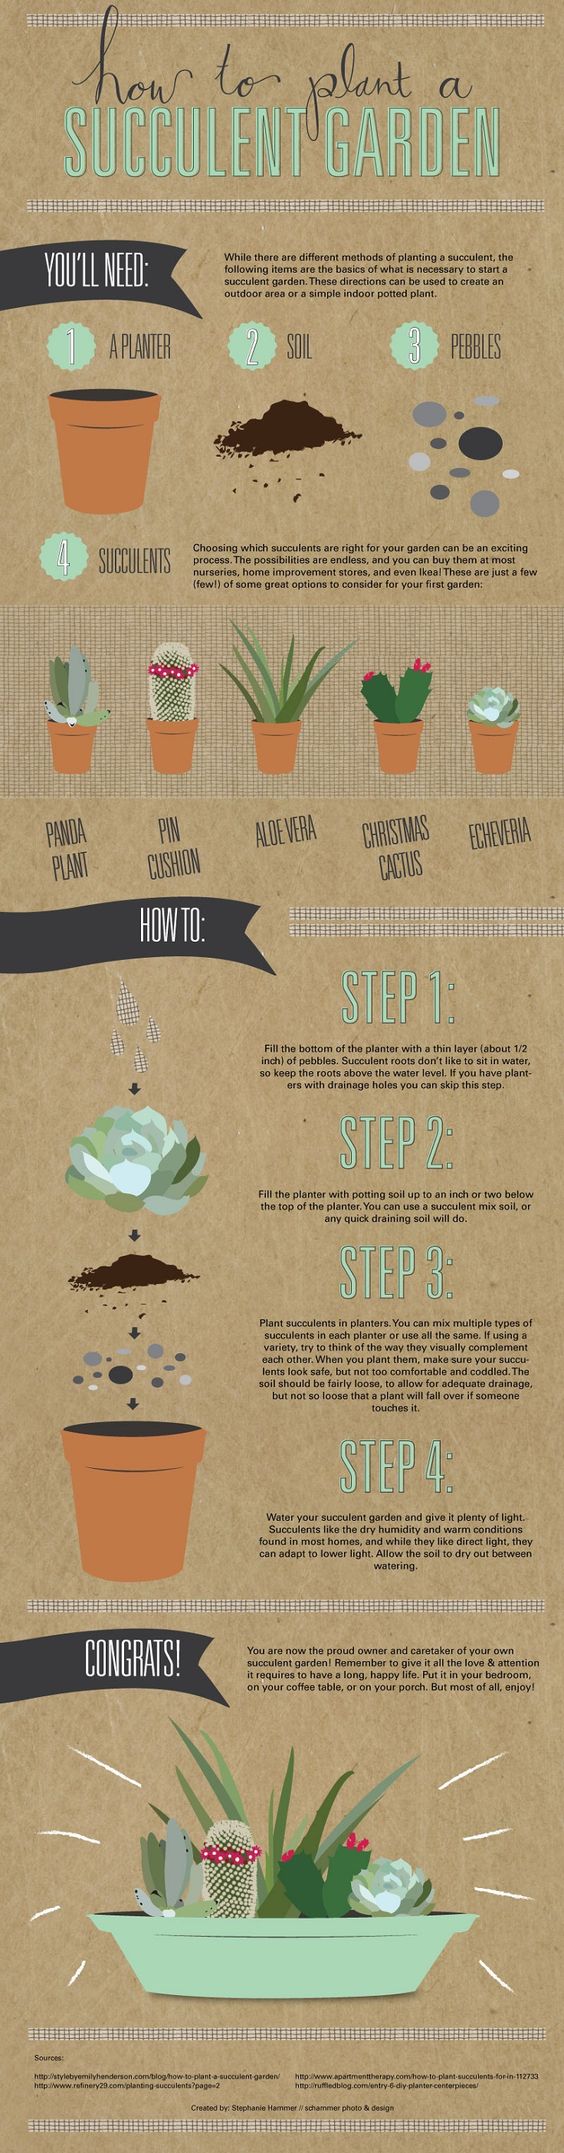 how to plant a
SUCCULENT GARDEN
YOU'LL NEED:
While there are different methods of planting a succulent, the
following items are the basics of what is necessary to start a
succulent garden. These directions can be used to create an
outdoor area or a simple indoor potted plant.
1 A PLANTER
2 SOIL
3 PEBBLES
4 SUCCULENTS
Choosing which succulents are right for your garden can be an exciting
process. The possibilities are endless, and you can buy them at most
nurseries, home improvement stores, and even Ikea! These are just a few
(few!) of some great options to consider for your first garden:
PANDA
PLANT
PIN
CUSHION
ALOE VERA
CHRISTMAS
CACTUS
ECHEVERIA
HOW TO:
STEP 1:
Fill the bottom of the planter with a thin layer (about 1/2
inch) of pebbles. Succulent roots don't like to sit in water,
so keep the roots above the water level. If you have plant-
ers with drainage holes you can skip this step.
STEP 2:
Fill the planter with potting soil up to an inch or two below
the top of the planter. You can use a succulent mix soil, or
any quick draining soil will do.
STEP 3:
Plant succulents in planters. You can mix multiple types of
succulents in each planter or use all the same. If using a
variety, try to think of the way they visually complement
each other. When you plant them, make sure your succu-
lents look safe, but not too comfortable and coddled. The
soil should be fairly loose, to allow for adequate drainage,
but not so loose that a plant will fall over if someone
touches it.
STEP 4:
Water your succulent garden and give it plenty of light.
Succulents like the dry humidity and warm conditions
found in most homes, and while they like direct light, they
can adapt to lower light. Allow the soil to dry out between
watering.
CONGRATS!
You are now the proud owner and caretaker of your own
succulent garden! Remember to give it all the love & attention
it requires to have a long, happy life. Put it in your bedroom,
on your coffee table, or on your porch. But most of all, enjoy!
Sources:
http://stylebyemilyhenderson.com/blog/how-to-plant-a-succulent-garden/
http://www.refinery29.com/planting-succulents?page=2
http://www.apartmenttherapy.com/how-to-plant-succulents-for-in-112733
http://ruffledblog.com/entry-6-diy-planter-centerpieces/
Created by: Stephanie Hammer // schammer photo & design